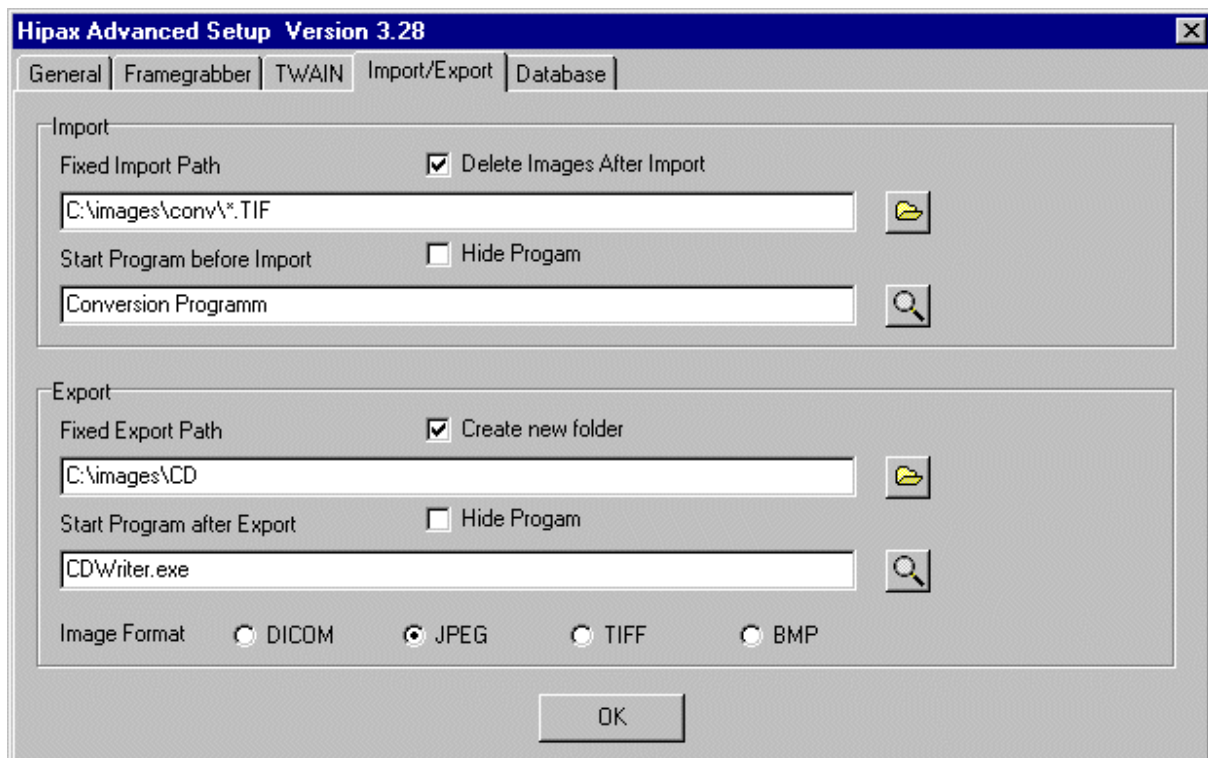 Hipax Advanced Setup Version 3.28
General Framegrabber TWAIN Import/Export Database
Import
Fixed Import Path Delete Images After Import
C:\images\conv\*.TIF
Start Program before Import Hide Progam
Conversion Programm
Export
Fixed Export Path Create new folder
C:\images\CD
Start Program after Export Hide Progam
CDWriter.exe
Image Format DICOM JPEG TIFF BMP
OK